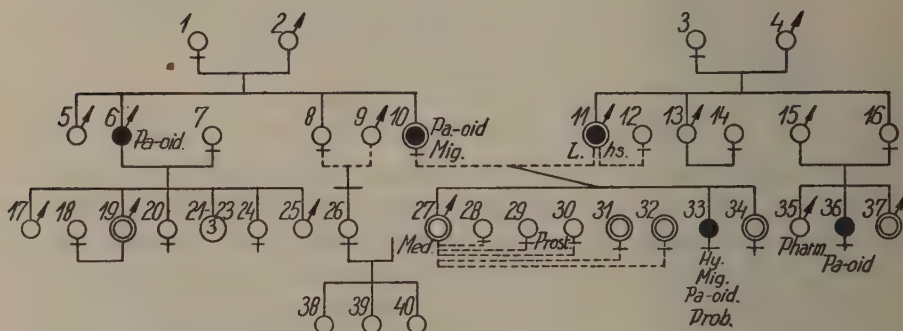 1 2 3 4
5 6 7 8 9 10 11 12 13 14 15 16
Pa-oid. Pa-oid L. hs.
Mig.
17 18 19 20 21-23 24 25 26 27 28 29 30 31 32 33 34 35 36 37
3
Med. Prost. Hy. Pharm. Pa-oid
Mig.
Pa-oid.
Prob.
38 39 40